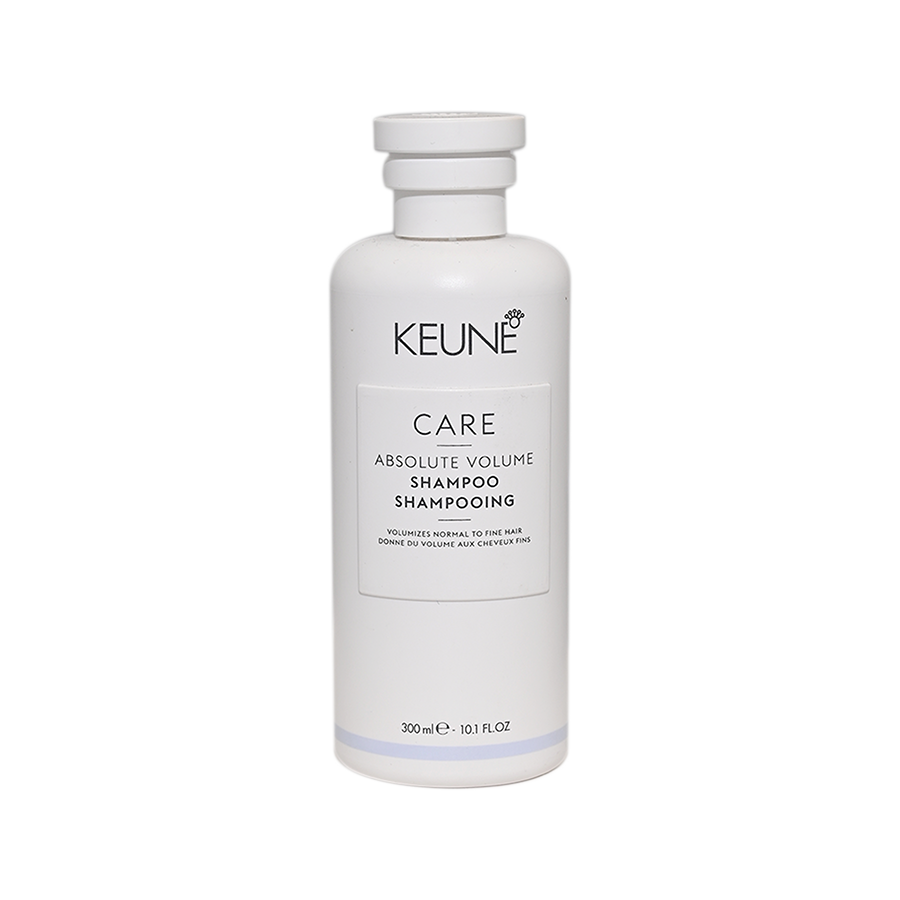 KEUNE
CARE
ABSOLUTE VOLUME
SHAMPOO
SHAMPOOING
VOLUMIZES NORMAL TO FINE HAIR
DONNE DU VOLUME AUX CHEVEUX FINS
300 ml ℮ - 10.1 FL.OZ